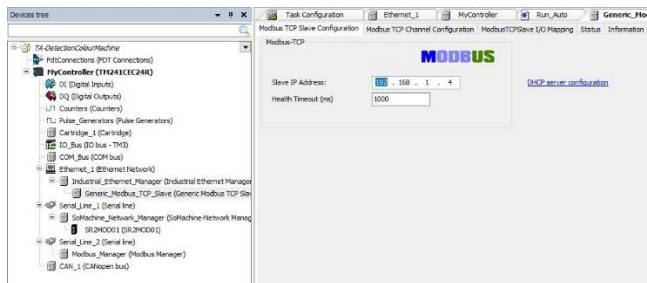 Devices tree
TA-DetectionColourMachine
FdtConnections (FDT Connections)
MyController (TM241CEC24R)
DI (Digital Inputs)
DQ (Digital Outputs)
Counters (Counters)
Pulse_Generators (Pulse Generators)
Cartridge_1 (Cartridge)
IO_Bus (IO bus - TM3)
COM_Bus (COM bus)
Ethernet_1 (Ethernet Network)
Industrial_Ethernet_Manager (Industrial Ethernet Manager
Generic_Modbus_TCP_Slave (Generic Modbus TCP Slav
Serial_Line_1 (Serial line)
SoMachine_Network_Manager (SoMachine-Network Manag
SR2MOD01 (SR2MOD01)
Serial_Line_2 (Serial line)
Modbus_Manager (Modbus Manager)
CAN_1 (CANopen bus)
Task Configuration Ethernet_1 MyController Run_Auto Generic_Mo
Modbus TCP Slave Configuration Modbus TCP Channel Configuration ModbusTCPSlave I/O Mapping Status Information
Modbus-TCP
MODBUS
Slave IP Address: 192 . 168 . 1 . 4 DHCP server configuration
Health Timeout (ms) 1000